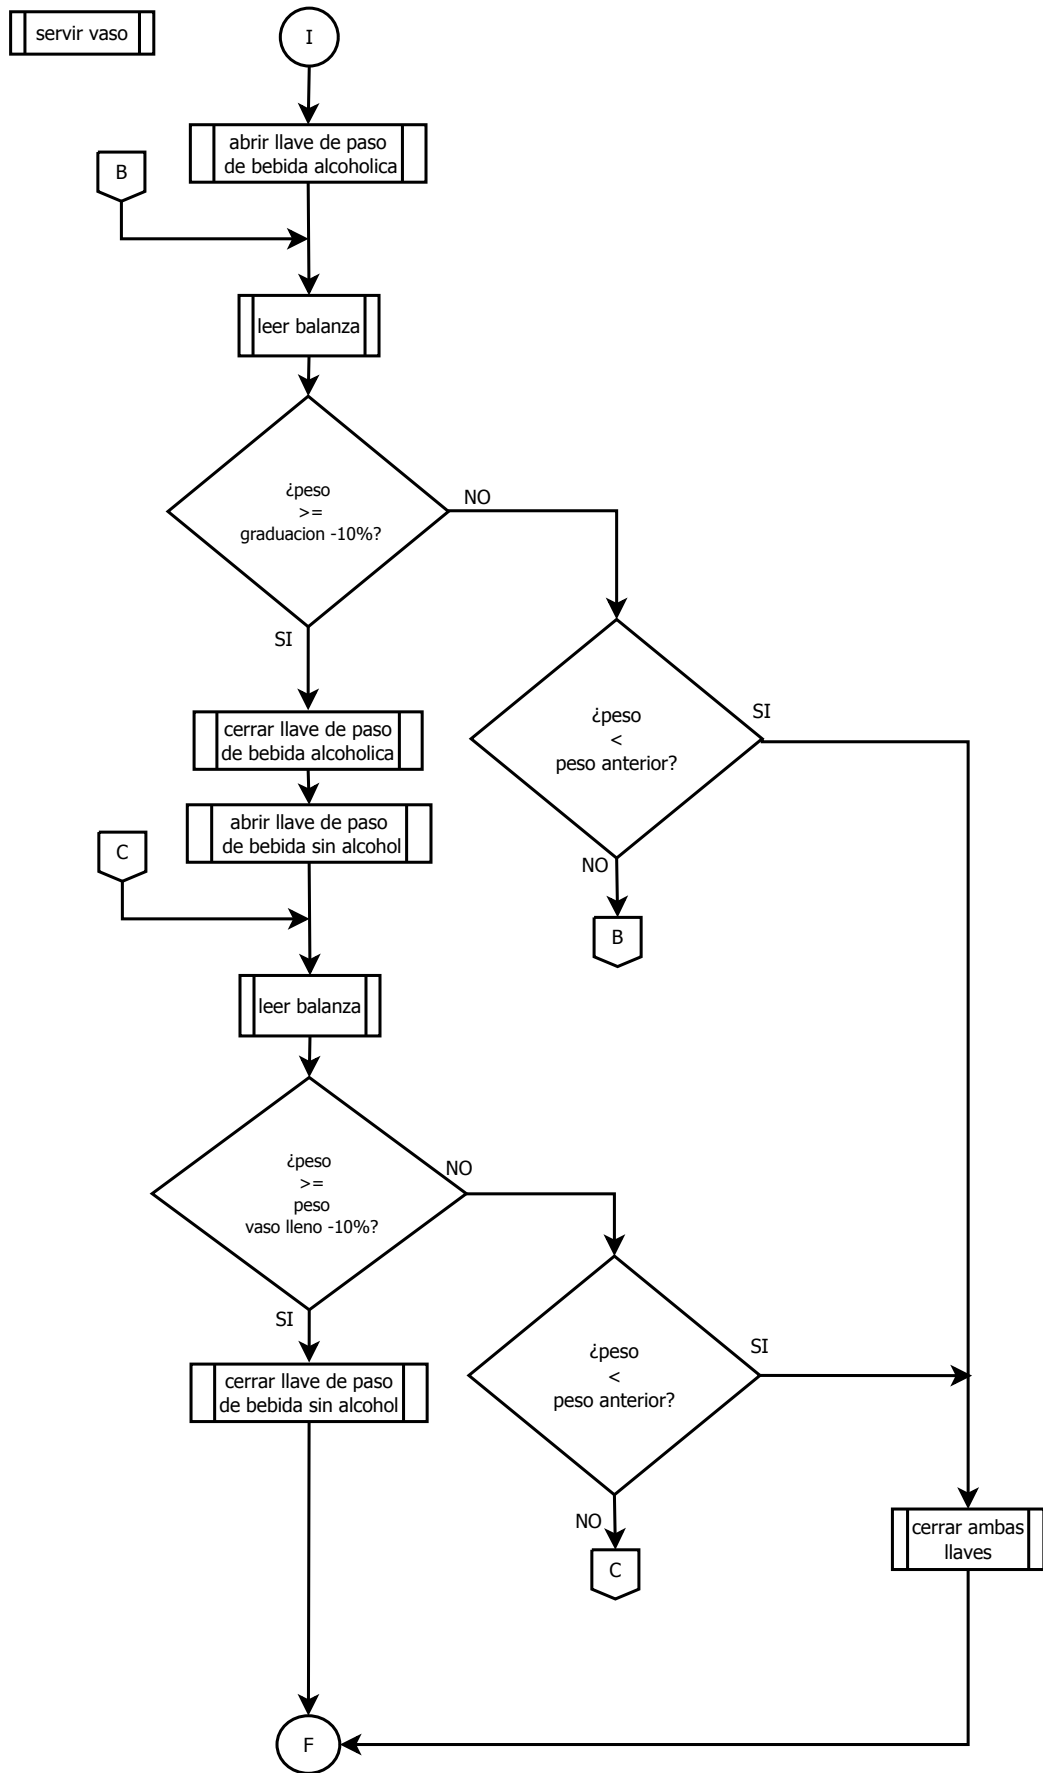 servir vaso
I
abrir llave de paso
de bebida alcoholica
B
leer balanza
¿peso
>=
graduacion -10%?
NO
SI
¿peso
<
peso anterior?
SI
NO
B
cerrar llave de paso
de bebida alcoholica
abrir llave de paso
de bebida sin alcohol
C
leer balanza
¿peso
>=
peso
vaso lleno -10%?
NO
SI
¿peso
<
peso anterior?
SI
NO
C
cerrar llave de paso
de bebida sin alcohol
cerrar ambas
llaves
F